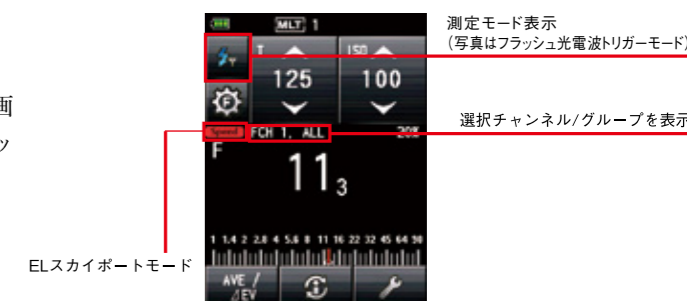 MLT 1
測定モード表示
(写真はフラッシュ光電波トリガーモード)
T
ISO
125
100
画
ッ
F
選択チャンネル/グループを表示
Speed
FCH 1, ALL
20%
F
11 3
1 1.4 2 2.8 4 5.6 8 11 16 22 32 45 64 90
ELスカイポートモード
AVE /
⊿EV